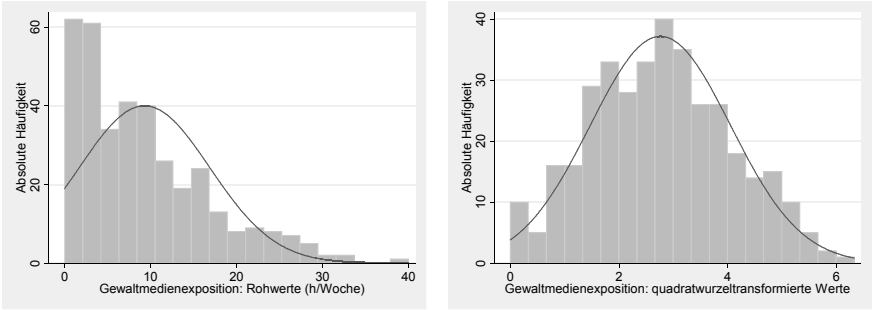 Absolute Häufigkeit
60
40
20
0
0 10 20 30 40
Gewaltmedienexposition: Rohwerte (h/Woche)
Absolute Häufigkeit
40
30
20
10
0
0 2 4 6
Gewaltmedienexposition: quadratwurzeltransformierte Werte